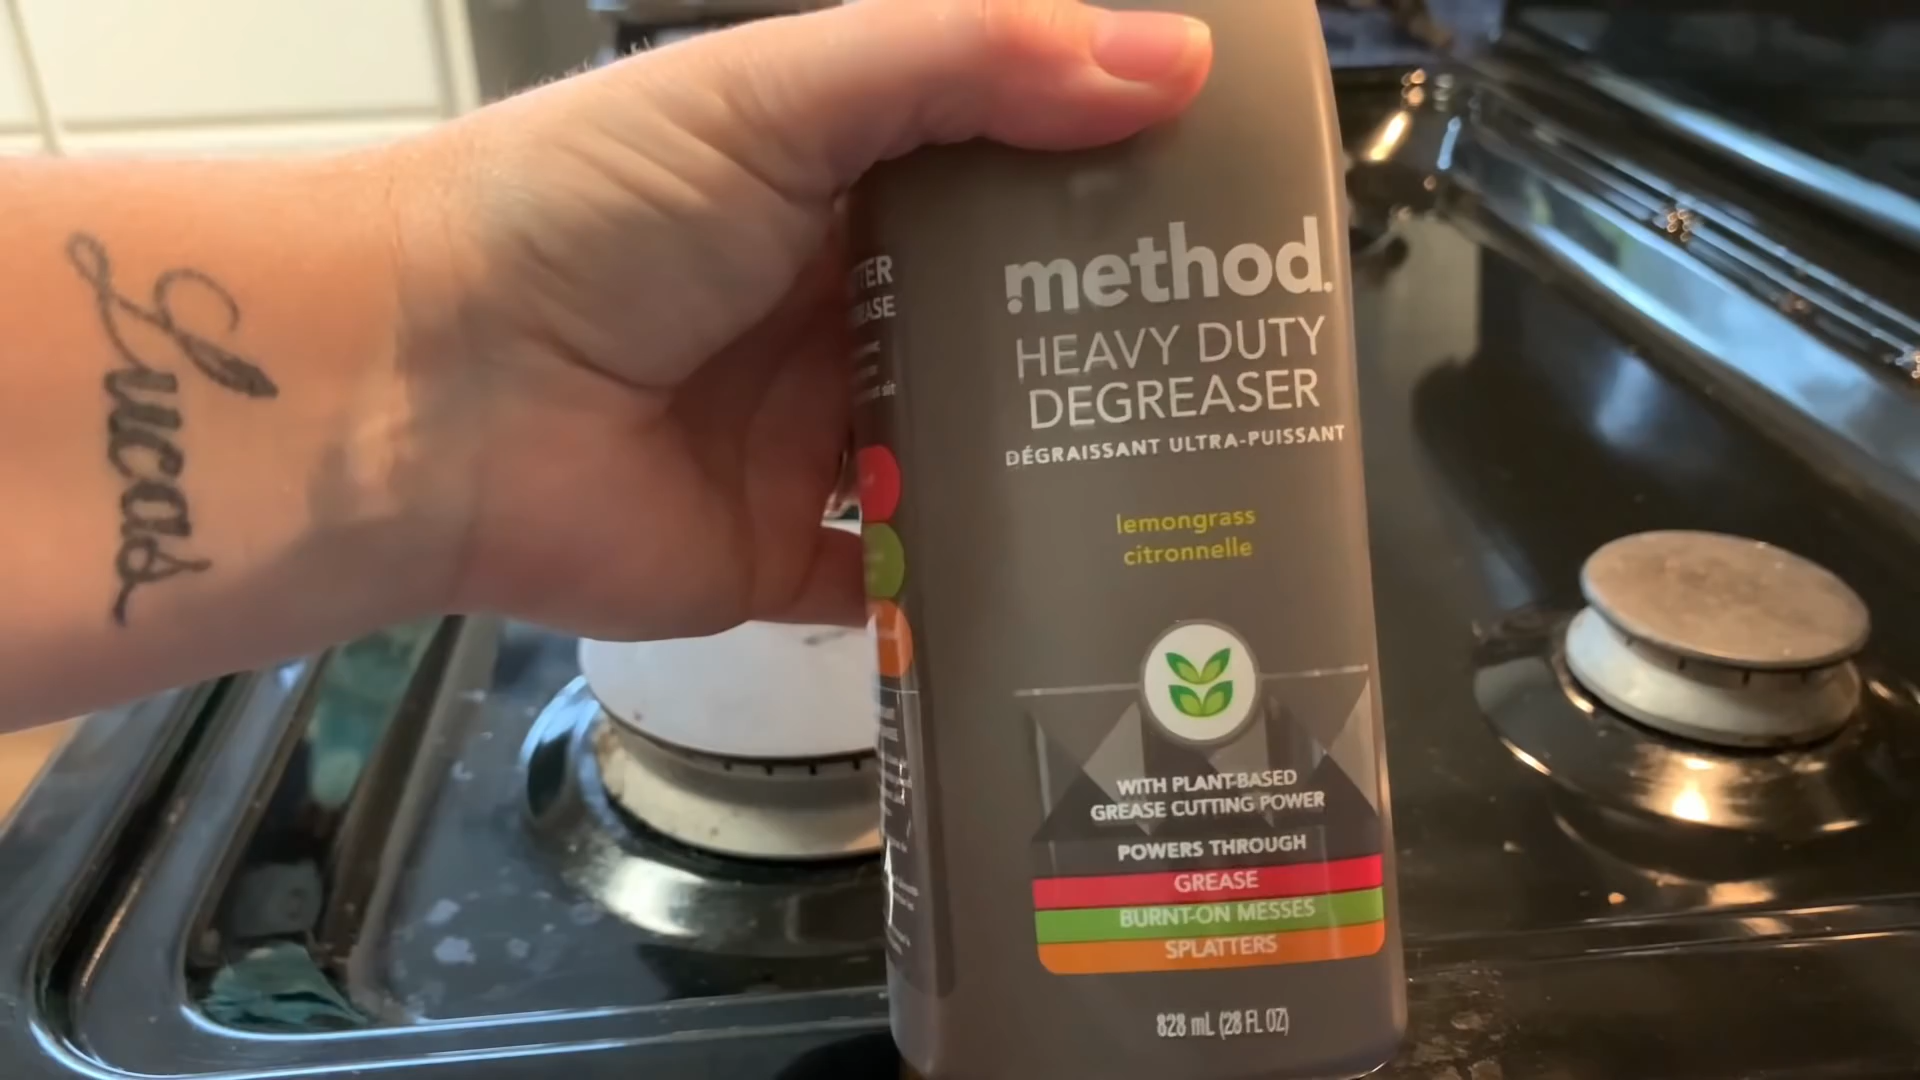 Lucas
method.
HEAVY DUTY
DEGREASER
DÉGRAISSANT ULTRA-PUISSANT
lemongrass
citronnelle
WITH PLANT-BASED
GREASE CUTTING POWER
POWERS THROUGH
GREASE
BURNT-ON MESSES
SPLATTERS
828 mL (28 FL OZ)